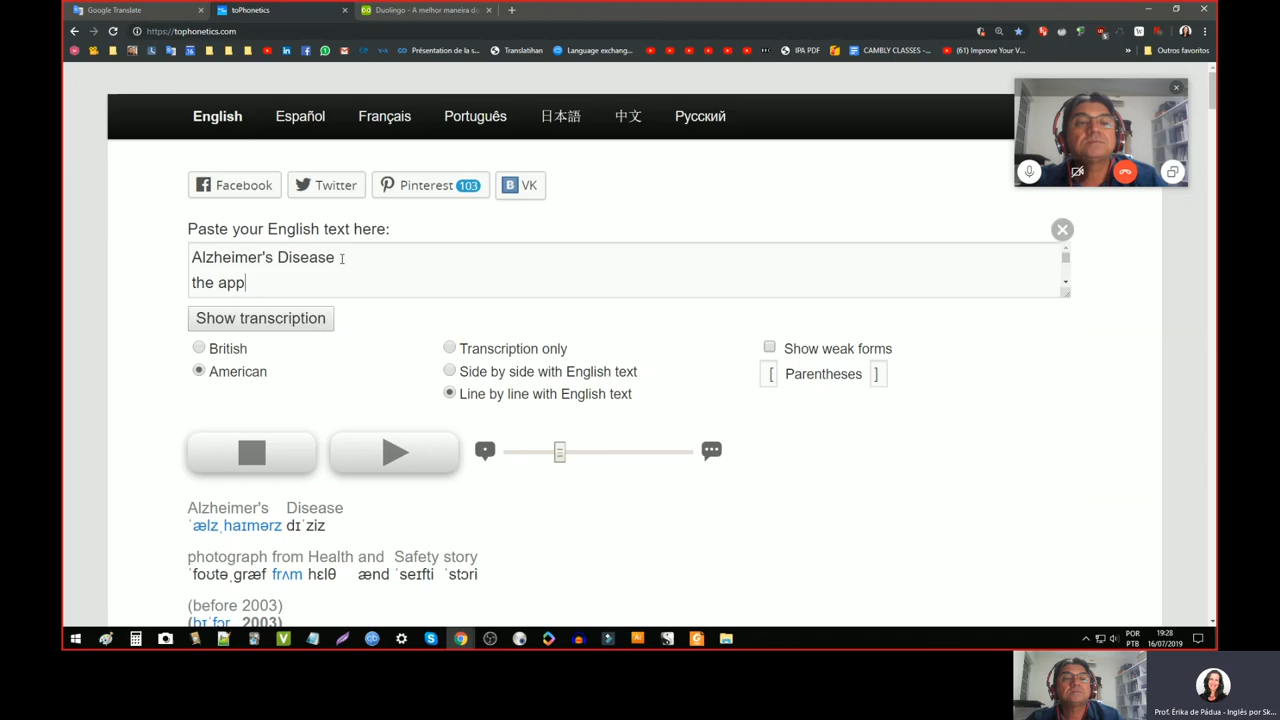 Google Translate
toPhonetics
Duolingo - A melhor maneira do
https://tophonetics.com
Présentation de la s...
Translatihan
Language exchang...
IPA PDF
CAMBLY CLASSES -...
(61) Improve Your V...
Outros favoritos
English Español Français Português 日本語 中文 Русский
Facebook
Twitter
Pinterest 103
VK
Paste your English text here:
Alzheimer's Disease
the app
Show transcription
British
Transcription only
Show weak forms
American
Side by side with English text
[ Parentheses ]
Line by line with English text
Alzheimer's Disease
ˈælzˌhaɪmərz dɪˈziz
photograph from Health and Safety story
ˈfoʊtəˌgræf frʌm hɛlθ ænd ˈseɪfti ˈstɔri
(before 2003)
(bɪˈfɔr 2003)
POR
PTB
19:28
16/07/2019
Prof. Érika de Pádua - Inglês por Sk...